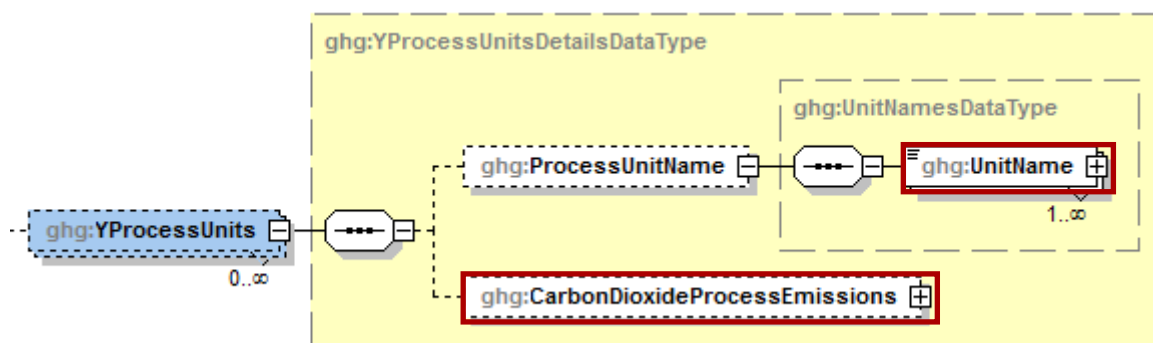 ghg:YProcessUnitsDetailsDataType
ghg:UnitNamesDataType
ghg:ProcessUnitName
ghg:UnitName
1..∞
ghg:YProcessUnits
0..∞
ghg:CarbonDioxideProcessEmissions